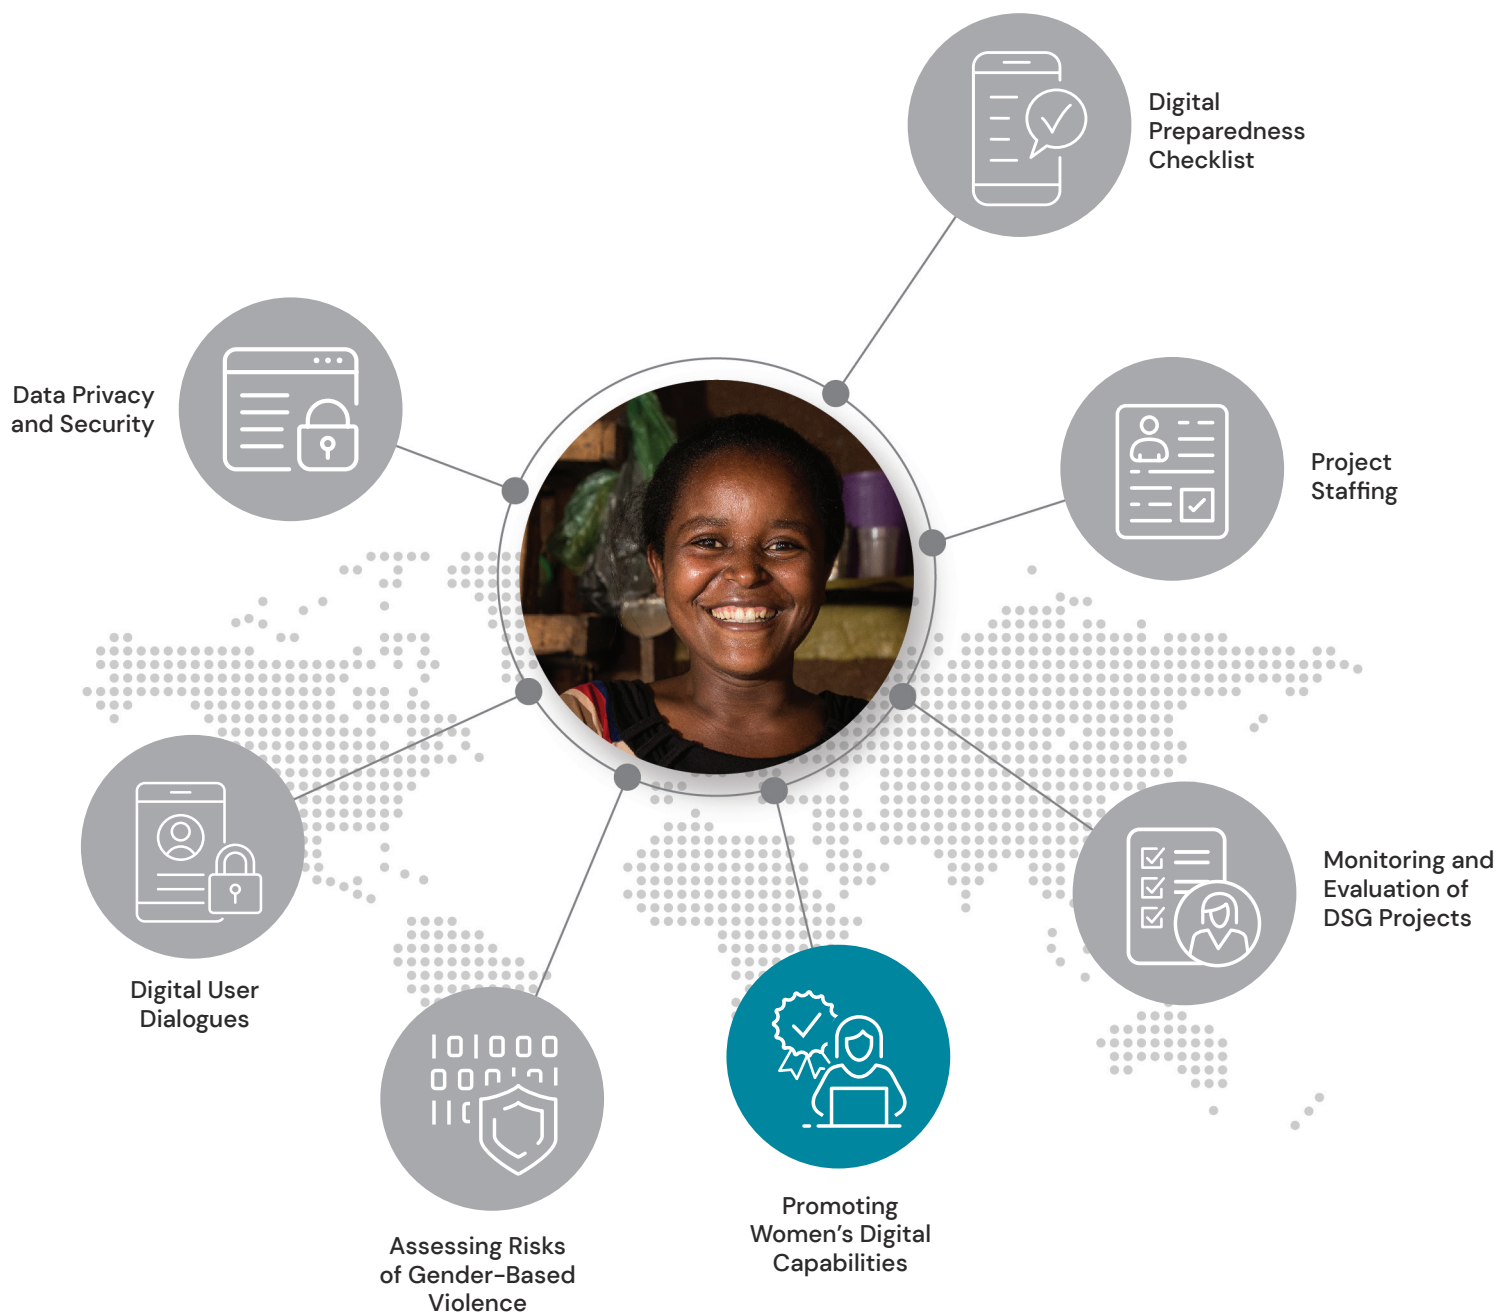 Digital
Preparedness
Checklist
Project
Staffing
Monitoring and
Evaluation of
DSG Projects
Promoting
Women’s Digital
Capabilities
Assessing Risks
of Gender-Based
Violence
Digital User
Dialogues
Data Privacy
and Security